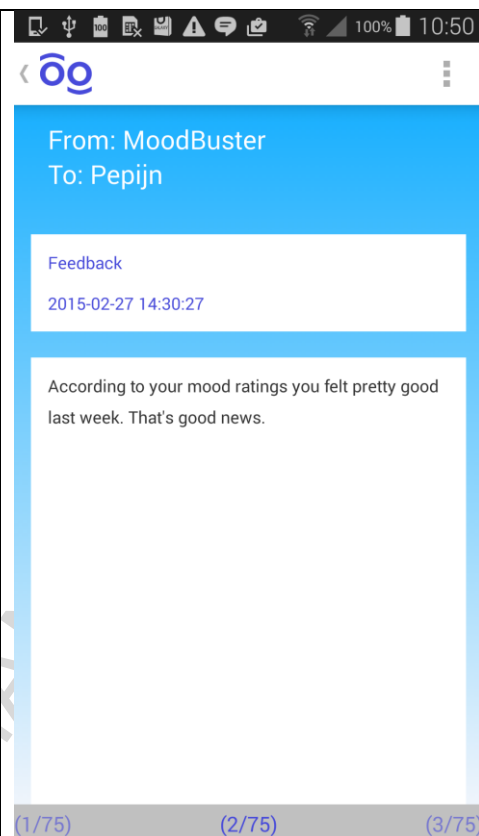 100% 10:50
From: MoodBuster
To: Pepijn
Feedback
2015-02-27 14:30:27
According to your mood ratings you felt pretty good
last week. That's good news.
(1/75) (2/75) (3/75)